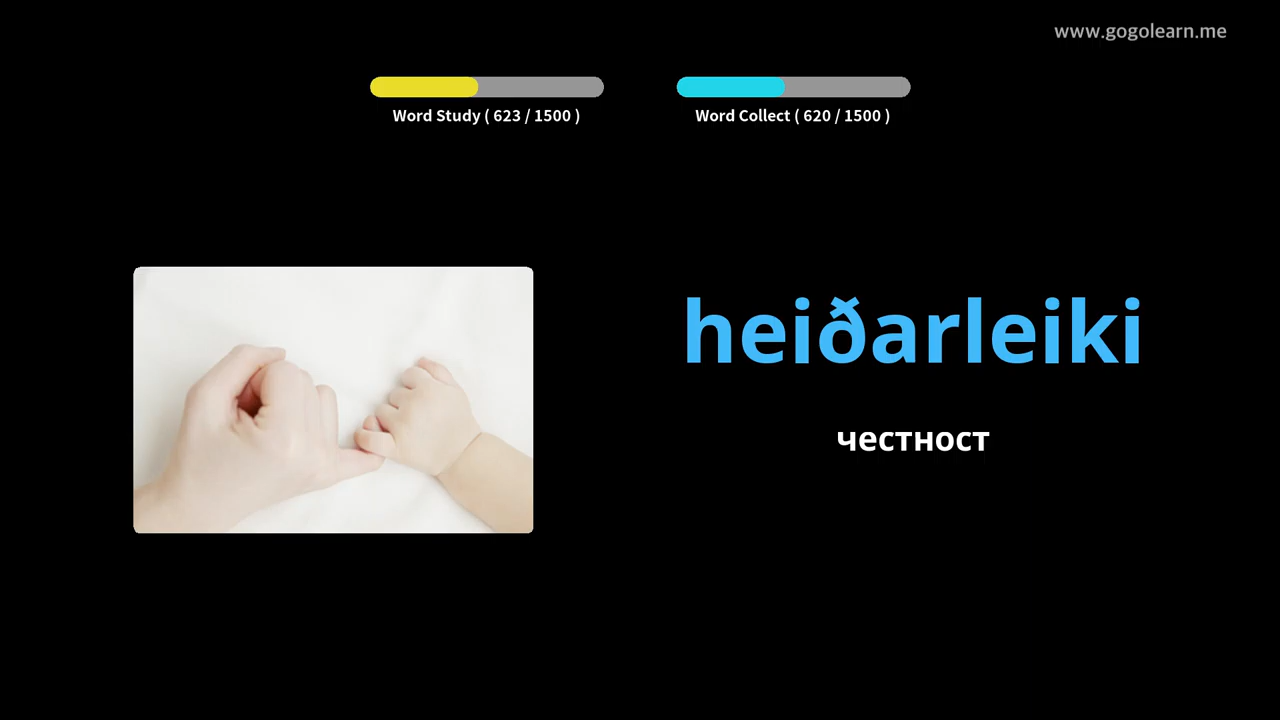 www.gogolearn.me
Word Study ( 623 / 1500 )
Word Collect ( 620 / 1500 )
heiðarleiki
честност